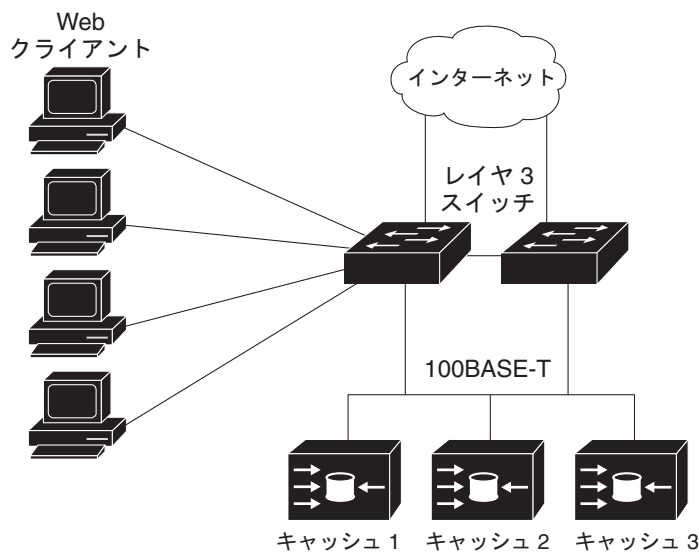 Web
クライアント
インターネット
レイヤ 3
スイッチ
100BASE-T
キャッシュ 1
キャッシュ 2
キャッシュ 3